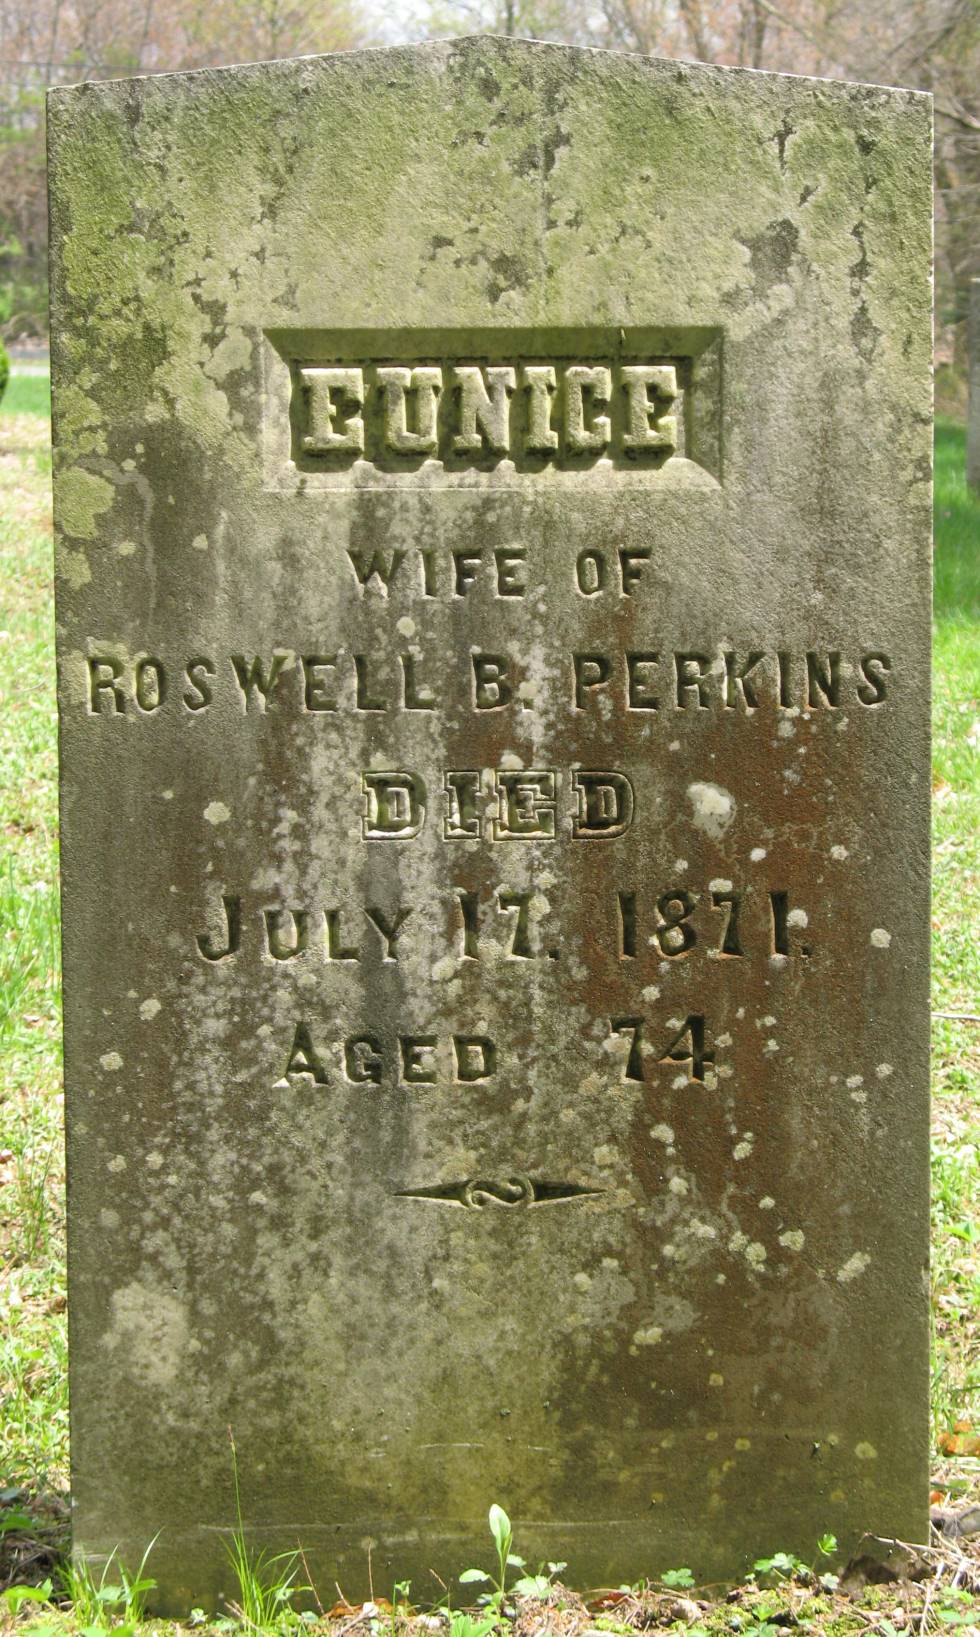 EUNICE
WIFE OF
ROSWELL B. PERKINS
DIED
JULY 17. 1871.
AGED 74